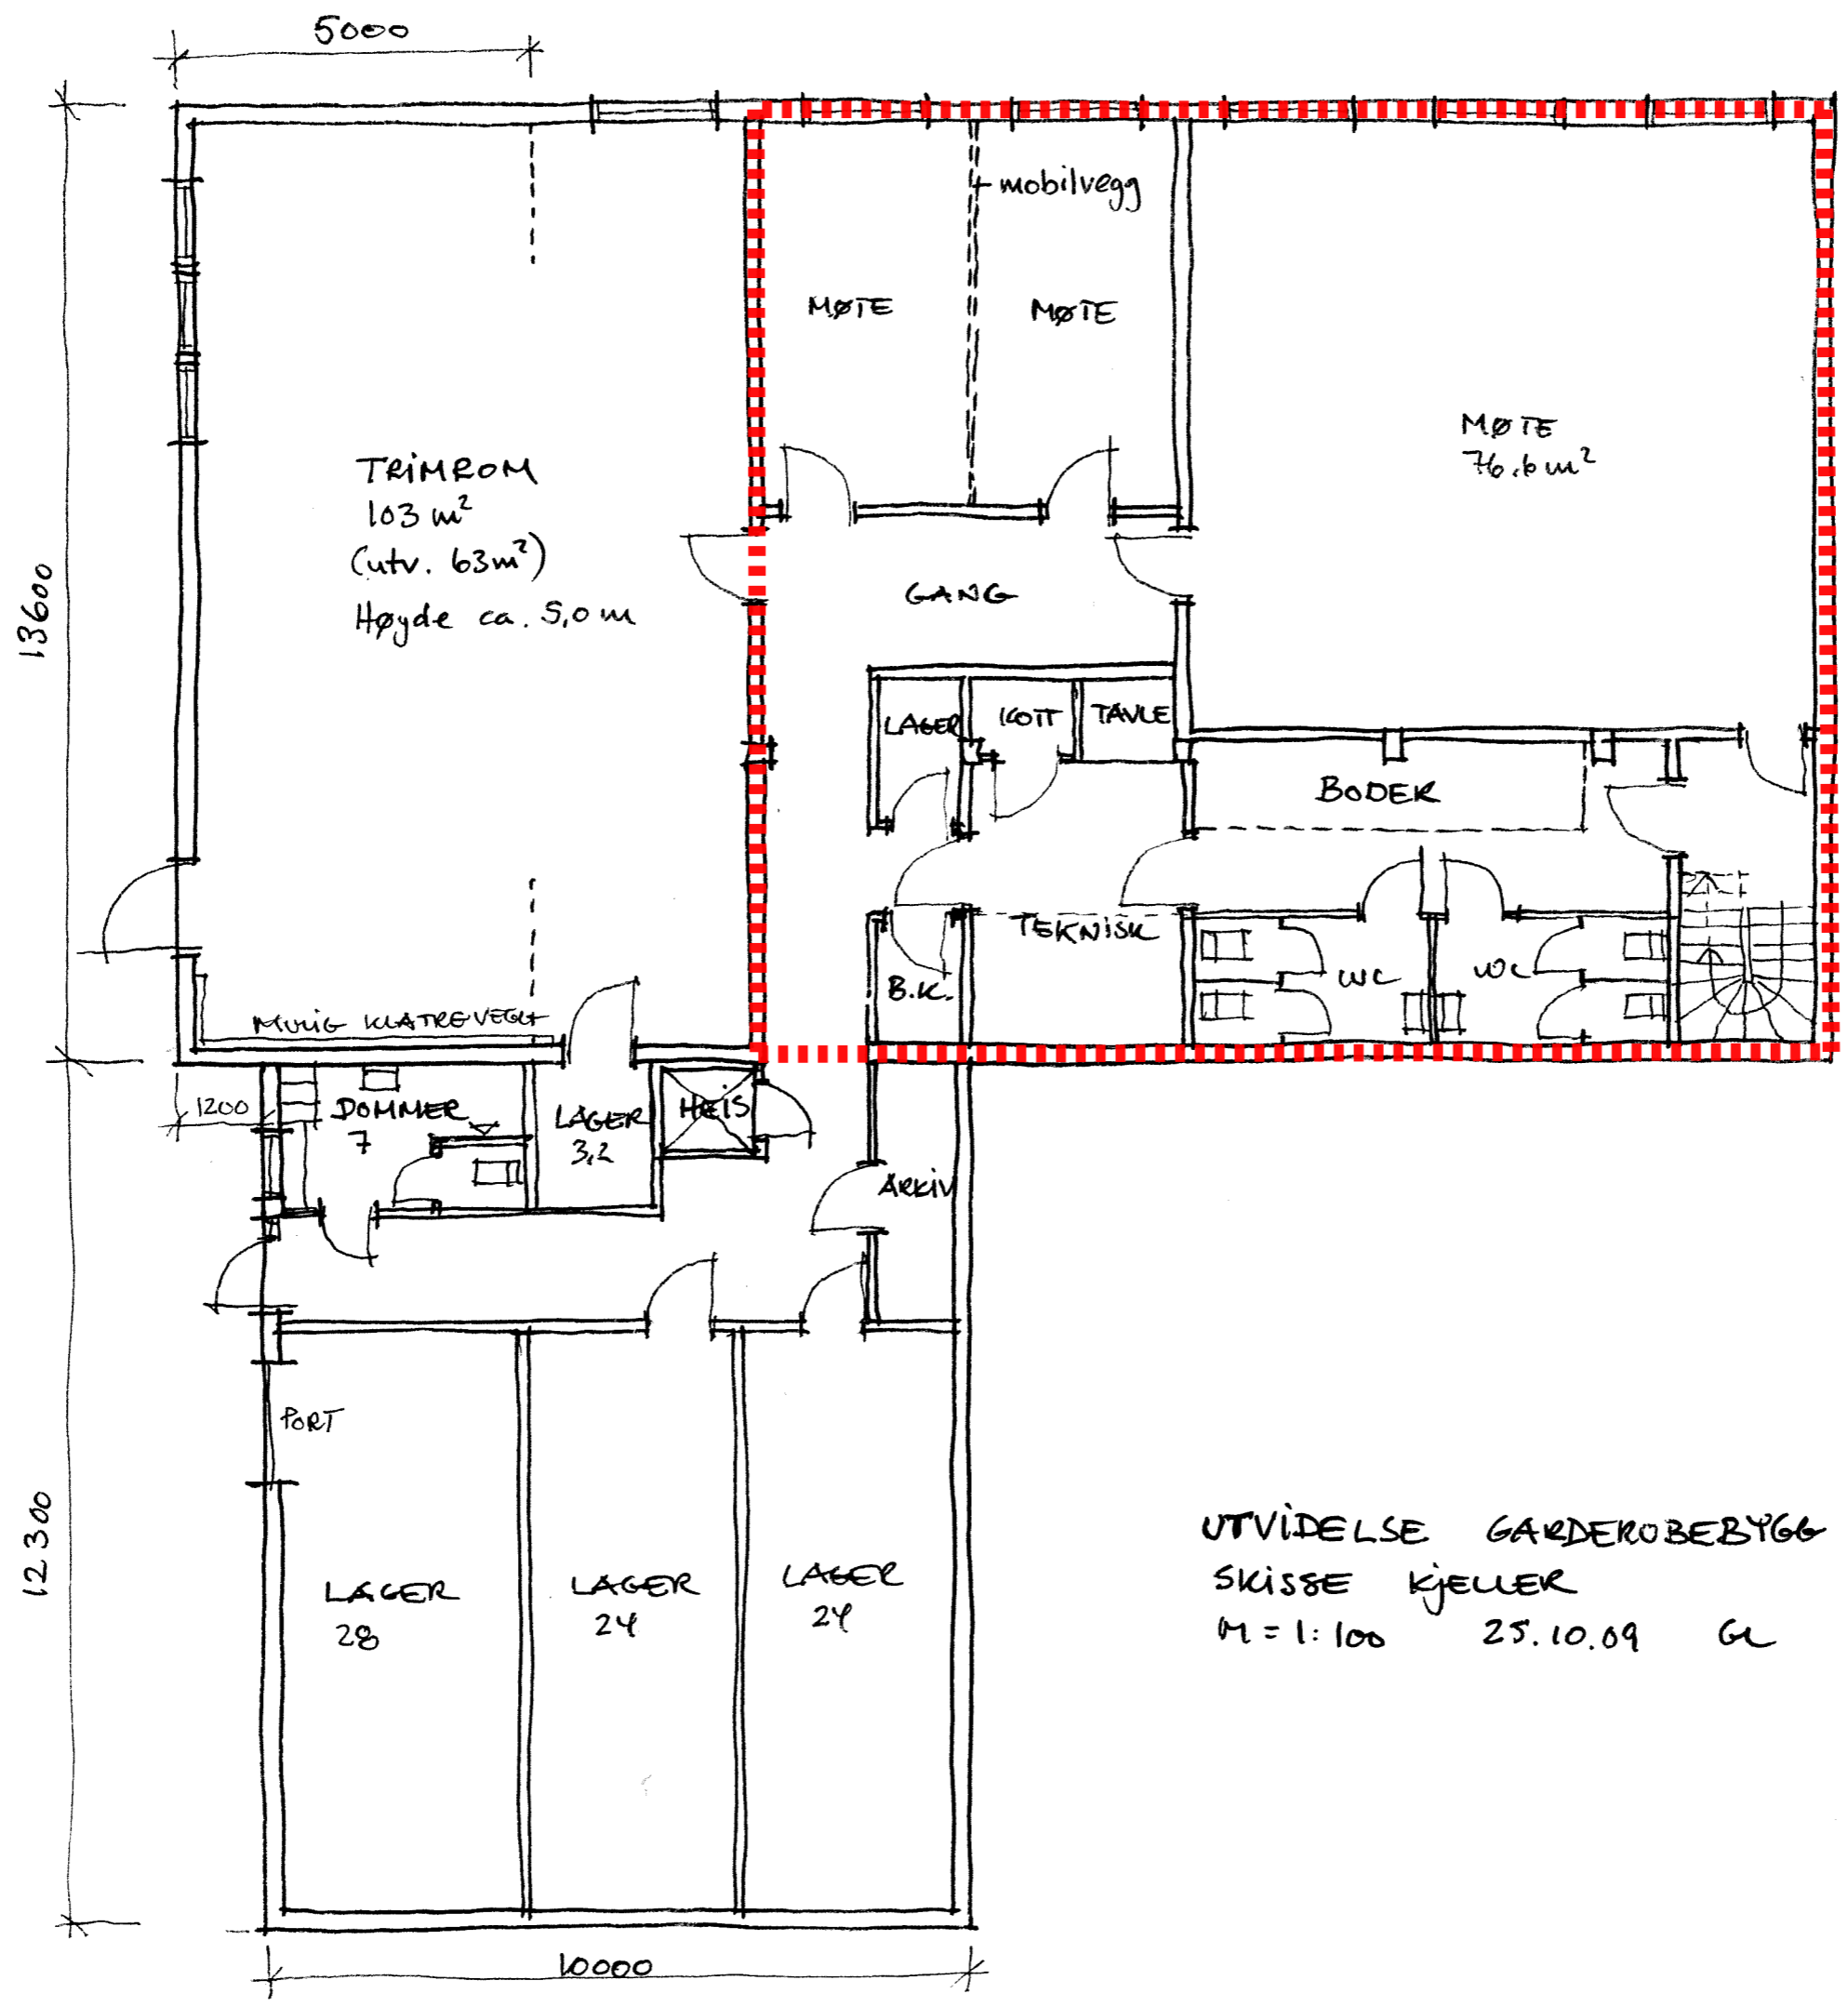 5000
mobilvegg
MØTE
MØTE
MØTE
76.6 m²
TRIMROM
103 m²
(utv. 63m²)
Høyde ca. 5,0 m
13600
GANG
LAGER
KOTT
TAVLE
BODER
TEKNISK
B.K.
WC
WC
MULIG KLATREVEGG
1200
DOMMER
7
LAGER
3,2
HEIS
ARKIV
PORT
12300
LAGER
28
LAGER
24
LAGER
24
UTVIDELSE GARDEROBEBYGG
SKISSE KJELLER
M = 1:100 25.10.09 GL
10000